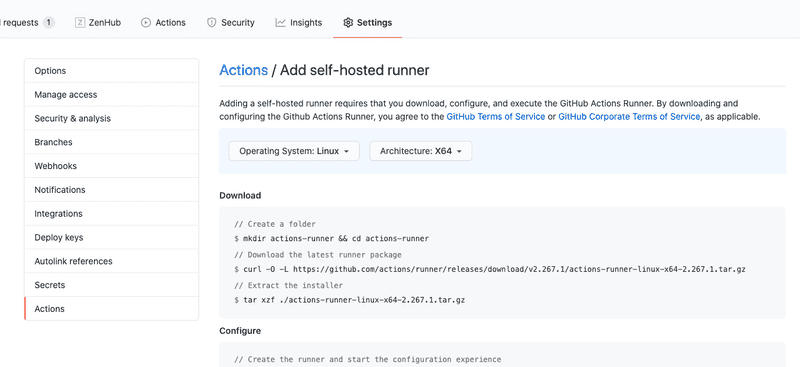 requests 1 ZenHub Actions Security Insights Settings
Options
Manage access
Security & analysis
Branches
Webhooks
Notifications
Integrations
Deploy keys
Autolink references
Secrets
Actions
Actions / Add self-hosted runner
Adding a self-hosted runner requires that you download, configure, and execute the GitHub Actions Runner. By downloading and
configuring the Github Actions Runner, you agree to the GitHub Terms of Service or GitHub Corporate Terms of Service, as applicable.
Operating System: Linux Architecture: X64
Download
// Create a folder
$ mkdir actions-runner && cd actions-runner
// Download the latest runner package
$ curl -O -L https://github.com/actions/runner/releases/download/v2.267.1/actions-runner-linux-x64-2.267.1.tar.gz
// Extract the installer
$ tar xzf ./actions-runner-linux-x64-2.267.1.tar.gz
Configure
// Create the runner and start the configuration experience